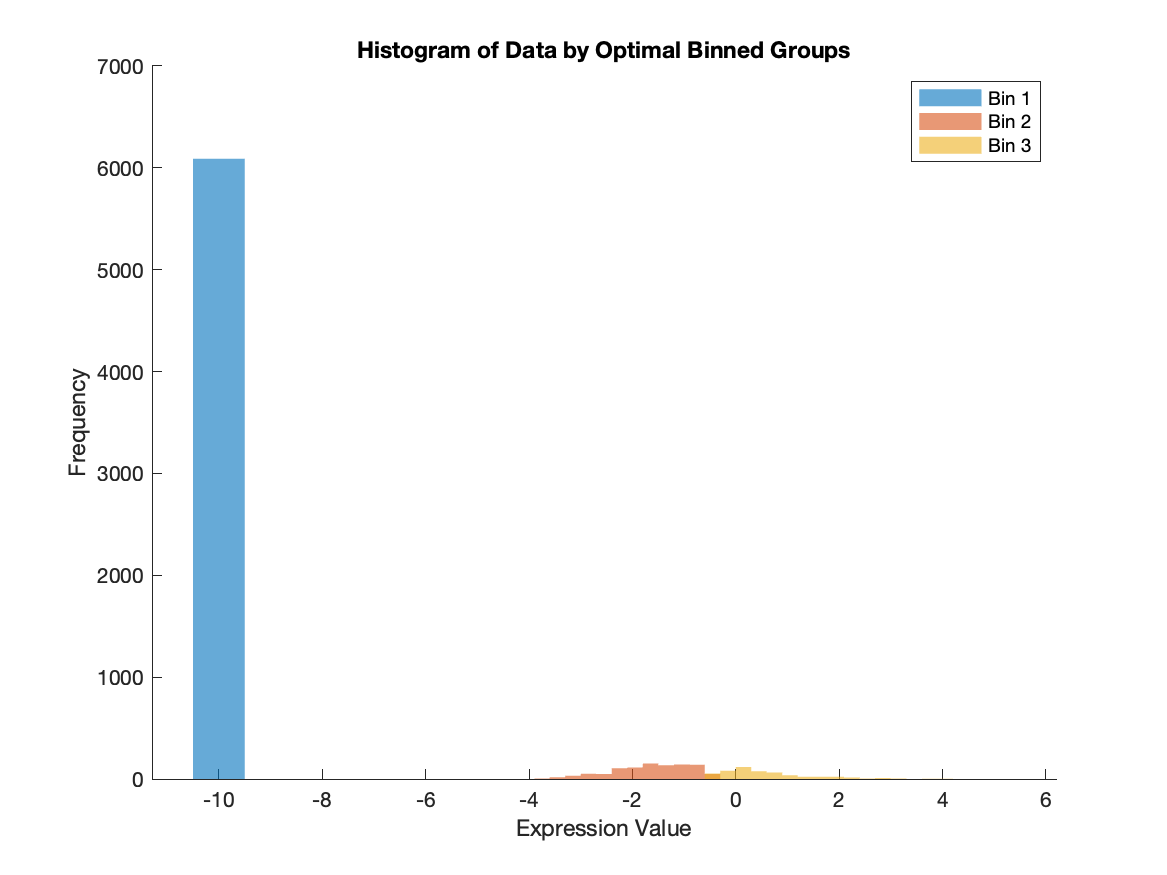 Histogram of Data by Optimal Binned Groups
7000
6000
5000
4000
3000
2000
1000
0
Frequency
Bin 1
Bin 2
Bin 3
-10 -8 -6 -4 -2 0 2 4 6
Expression Value